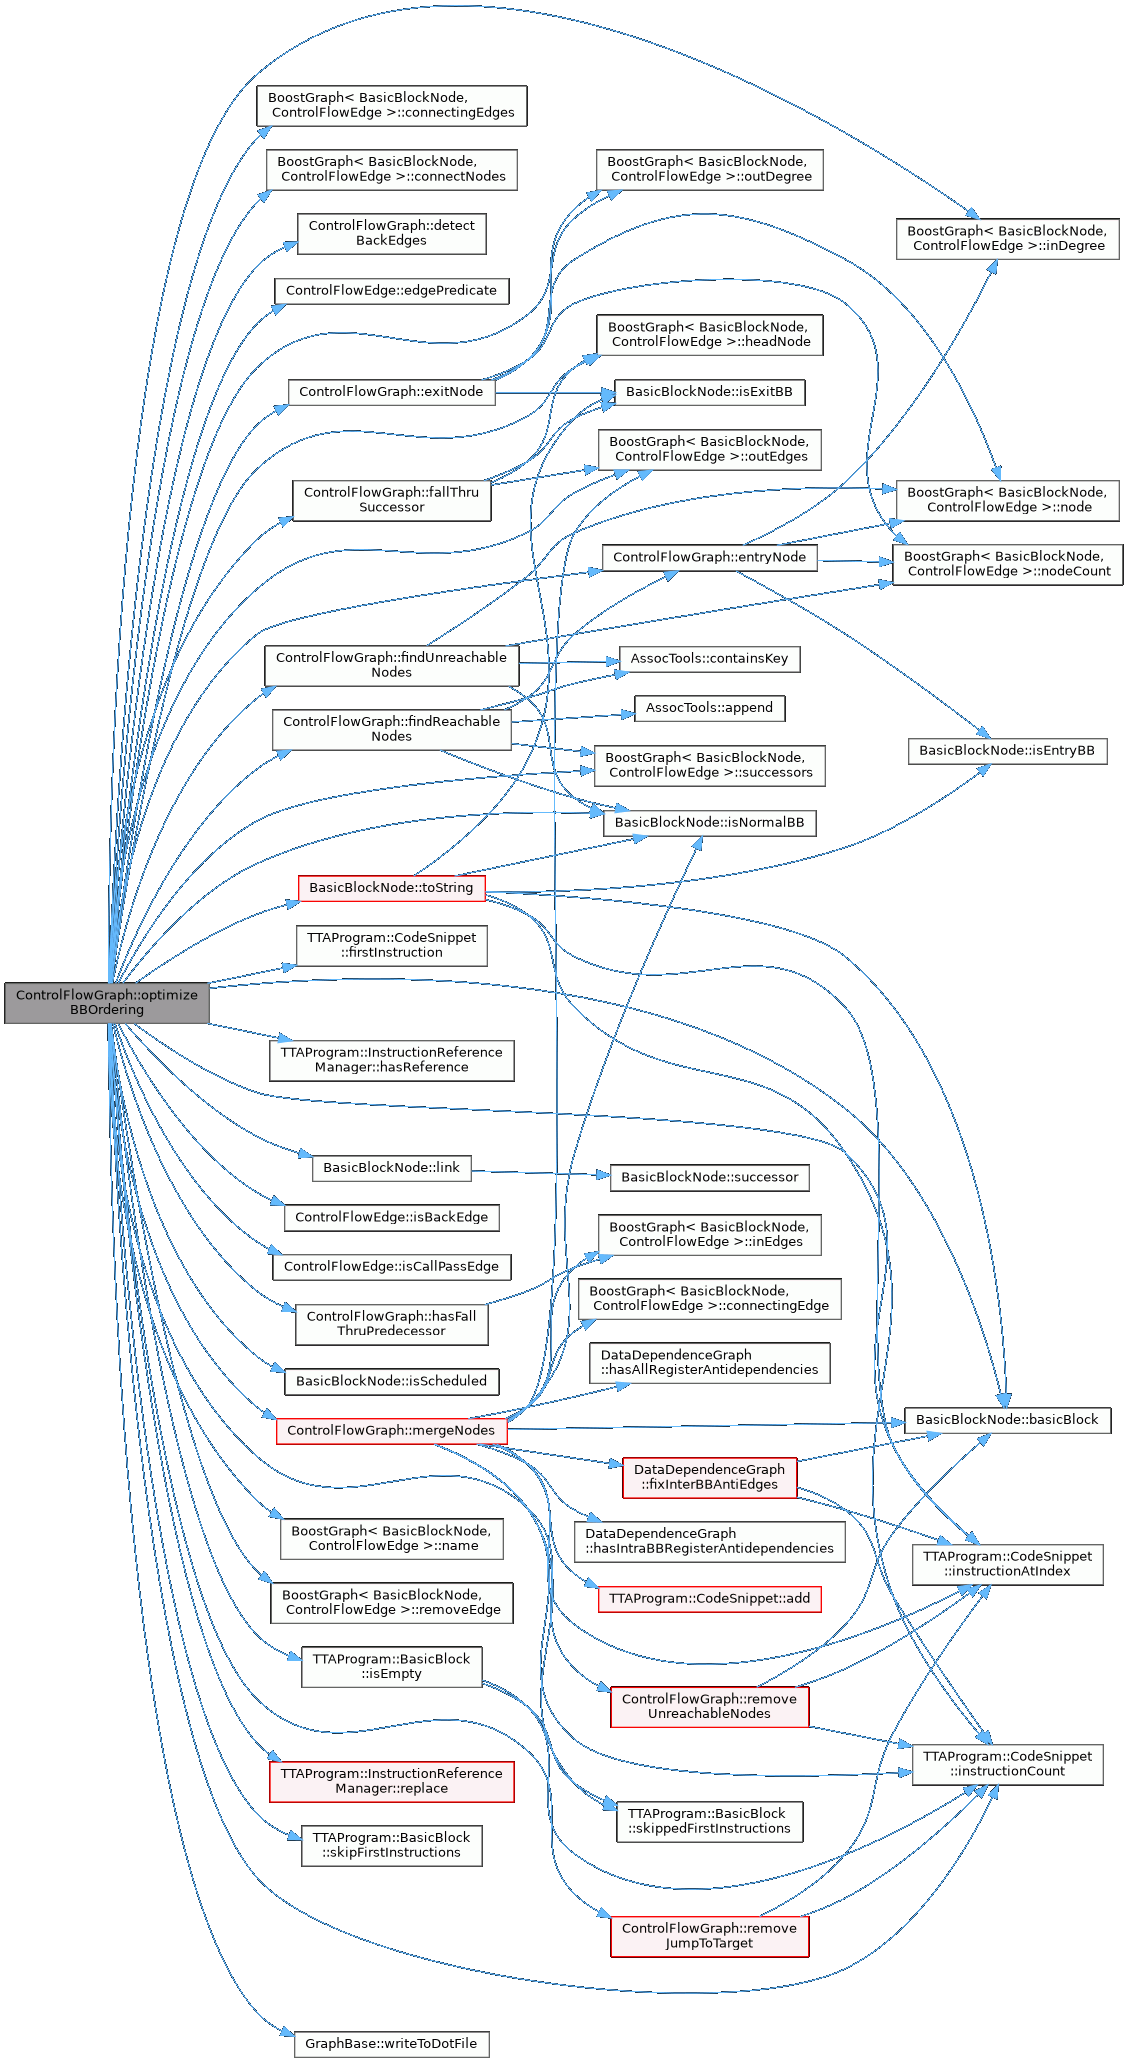 BoostGraph< BasicBlockNode,
ControlFlowEdge >::connectingEdges
BoostGraph< BasicBlockNode,
ControlFlowEdge >::connectNodes
ControlFlowGraph::detect
BackEdges
ControlFlowEdge::edgePredicate
ControlFlowGraph::exitNode
ControlFlowGraph::fallThru
Successor
ControlFlowGraph::findUnreachable
Nodes
ControlFlowGraph::findReachable
Nodes
BasicBlockNode::toString
TTAProgram::CodeSnippet
::firstInstruction
ControlFlowGraph::optimize
BBOrdering
TTAProgram::InstructionReference
Manager::hasReference
BasicBlockNode::link
ControlFlowEdge::isBackEdge
ControlFlowEdge::isCallPassEdge
ControlFlowGraph::hasFall
ThruPredecessor
BasicBlockNode::isScheduled
ControlFlowGraph::mergeNodes
BoostGraph< BasicBlockNode,
ControlFlowEdge >::name
BoostGraph< BasicBlockNode,
ControlFlowEdge >::removeEdge
TTAProgram::BasicBlock
::isEmpty
TTAProgram::InstructionReference
Manager::replace
TTAProgram::BasicBlock
::skipFirstInstructions
GraphBase::writeToDotFile
BoostGraph< BasicBlockNode,
ControlFlowEdge >::outDegree
BoostGraph< BasicBlockNode,
ControlFlowEdge >::headNode
BasicBlockNode::isExitBB
BoostGraph< BasicBlockNode,
ControlFlowEdge >::outEdges
ControlFlowGraph::entryNode
AssocTools::containsKey
AssocTools::append
BoostGraph< BasicBlockNode,
ControlFlowEdge >::successors
BasicBlockNode::isNormalBB
BasicBlockNode::successor
BoostGraph< BasicBlockNode,
ControlFlowEdge >::inEdges
BoostGraph< BasicBlockNode,
ControlFlowEdge >::connectingEdge
DataDependenceGraph
::hasAllRegisterAntidependencies
DataDependenceGraph
::fixInterBBAntiEdges
DataDependenceGraph
::hasIntraBBRegisterAntidependencies
TTAProgram::CodeSnippet::add
ControlFlowGraph::remove
UnreachableNodes
TTAProgram::BasicBlock
::skippedFirstInstructions
ControlFlowGraph::remove
JumpToTarget
BoostGraph< BasicBlockNode,
ControlFlowEdge >::inDegree
BoostGraph< BasicBlockNode,
ControlFlowEdge >::node
BoostGraph< BasicBlockNode,
ControlFlowEdge >::nodeCount
BasicBlockNode::isEntryBB
BasicBlockNode::basicBlock
TTAProgram::CodeSnippet
::instructionAtIndex
TTAProgram::CodeSnippet
::instructionCount